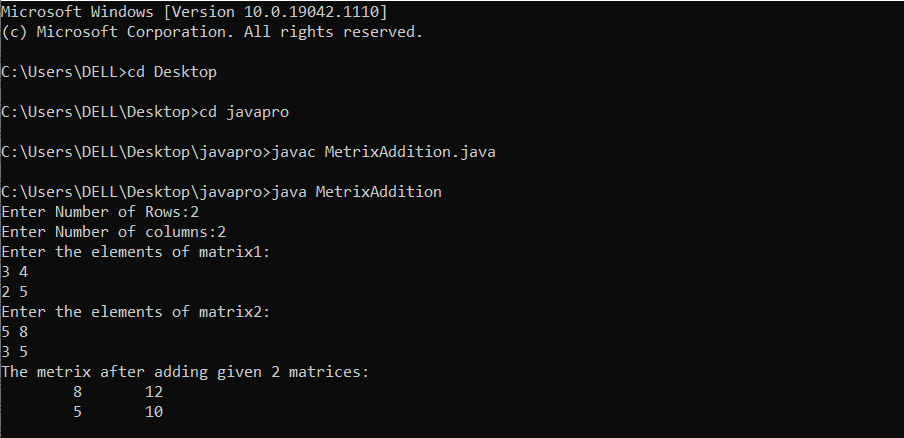 Microsoft Windows [Version 10.0.19042.1110]
(c) Microsoft Corporation. All rights reserved.
C:\Users\DELL>cd Desktop
C:\Users\DELL\Desktop>cd javapro
C:\Users\DELL\Desktop\javapro>javac MetrixAddition.java
C:\Users\DELL\Desktop\javapro>java MetrixAddition
Enter Number of Rows:2
Enter Number of columns:2
Enter the elements of matrix1:
3 4
2 5
Enter the elements of matrix2:
5 8
3 5
The metrix after adding given 2 matrices:
8 12
5 10